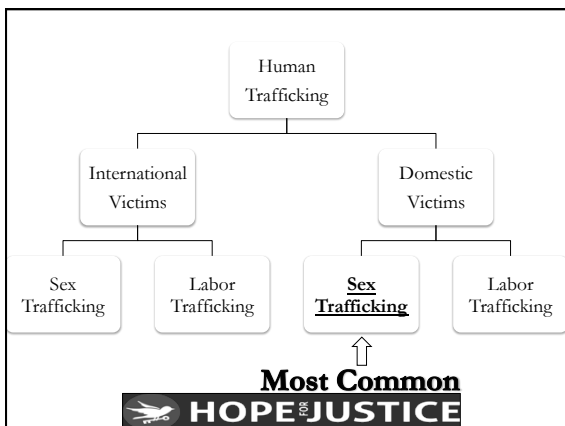 Human
Trafficking
International
Victims
Domestic
Victims
Sex
Trafficking
Labor
Trafficking
Sex
Trafficking
Labor
Trafficking
Most Common
HOPE FOR JUSTICE